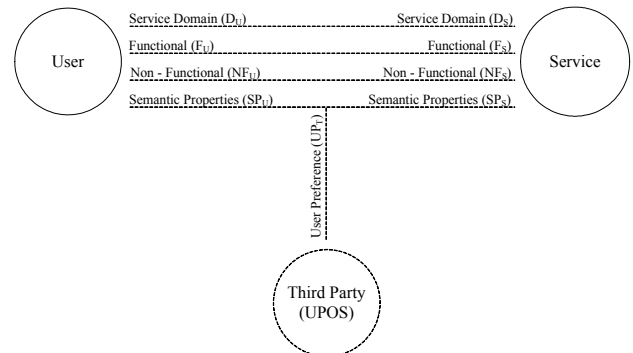 Service Domain (D_U) Service Domain (D_S)
Functional (F_U) Functional (F_S)
User
Service
Non - Functional (NF_U) Non - Functional (NF_S)
Semantic Properties (SP_U) Semantic Properties (SP_S)
User Preference (UP_T)
Third Party
(UPOS)